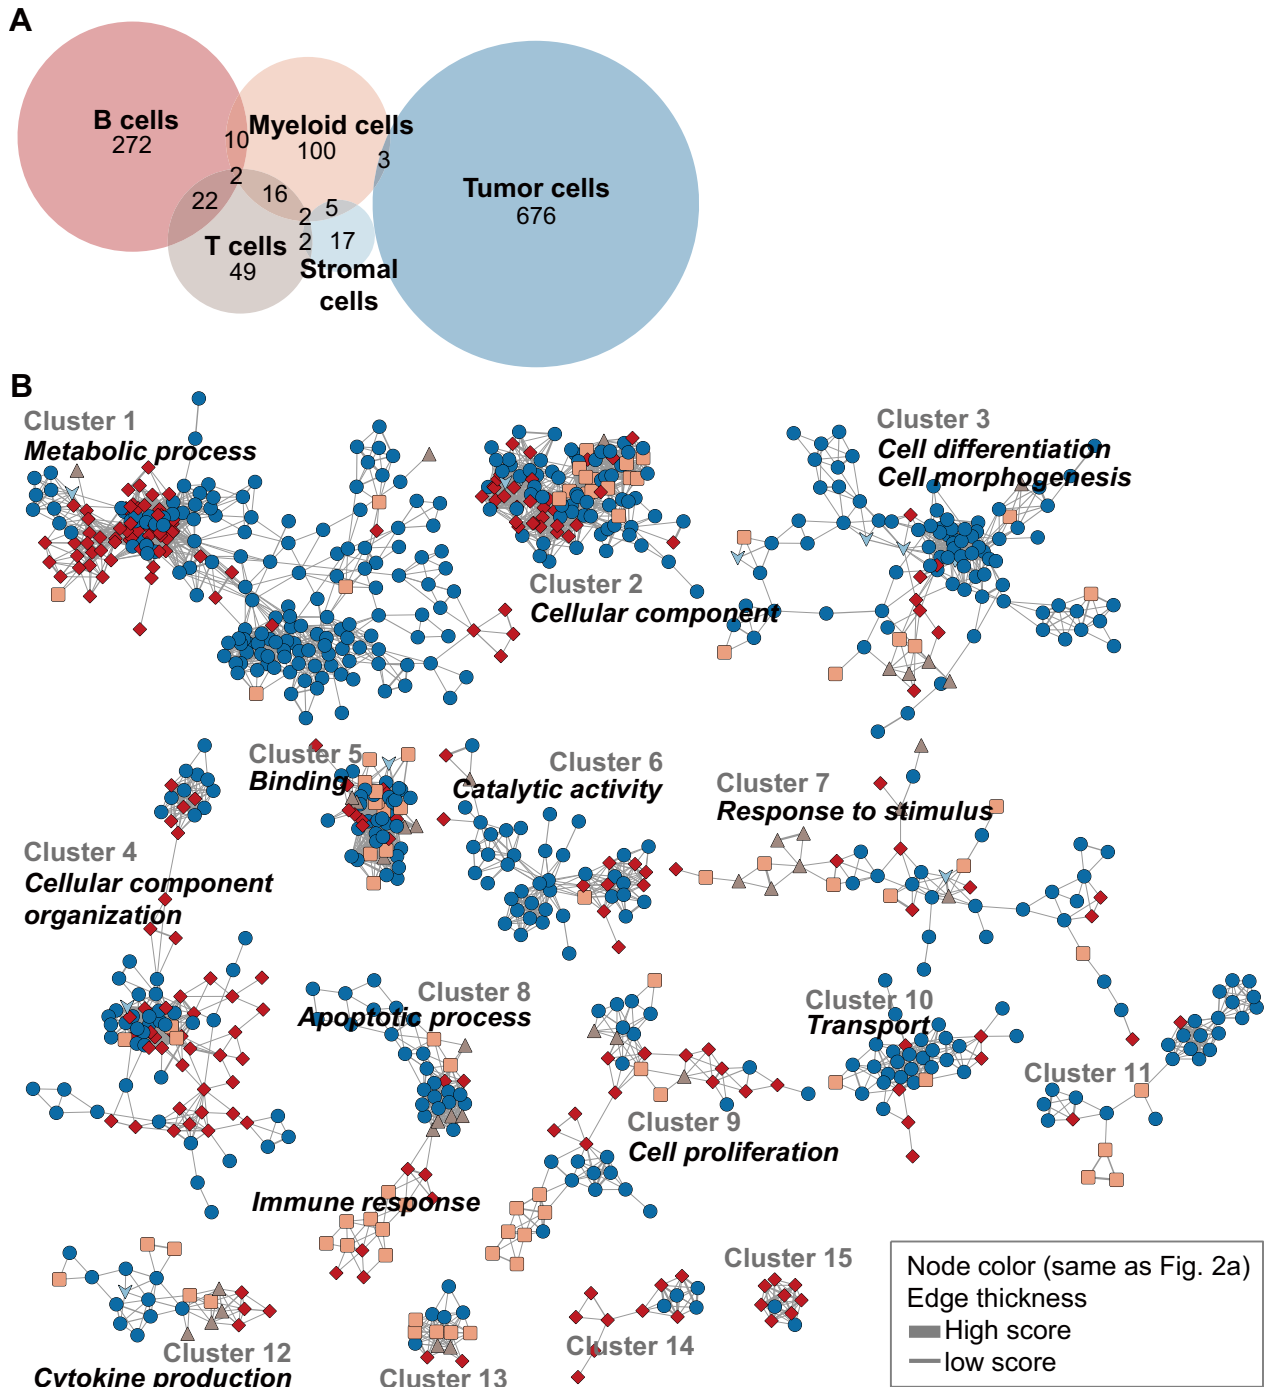 A
B cells
272
10
Myeloid cells
100
3
2
22
16
5
2
2
17
T cells
49
Stromal
cells
Tumor cells
676
B
Cluster 1
Metabolic process
Cluster 2
Cellular component
Cluster 3
Cell differentiation
Cell morphogenesis
Cluster 4
Cellular component
organization
Cluster 5
Binding
Cluster 6
Catalytic activity
Cluster 7
Response to stimulus
Cluster 8
Apoptotic process
Immune response
Cluster 9
Cell proliferation
Cluster 10
Transport
Cluster 11
Cluster 12
Cytokine production
Cluster 13
Cluster 14
Cluster 15
Node color (same as Fig. 2a)
Edge thickness
High score
low score